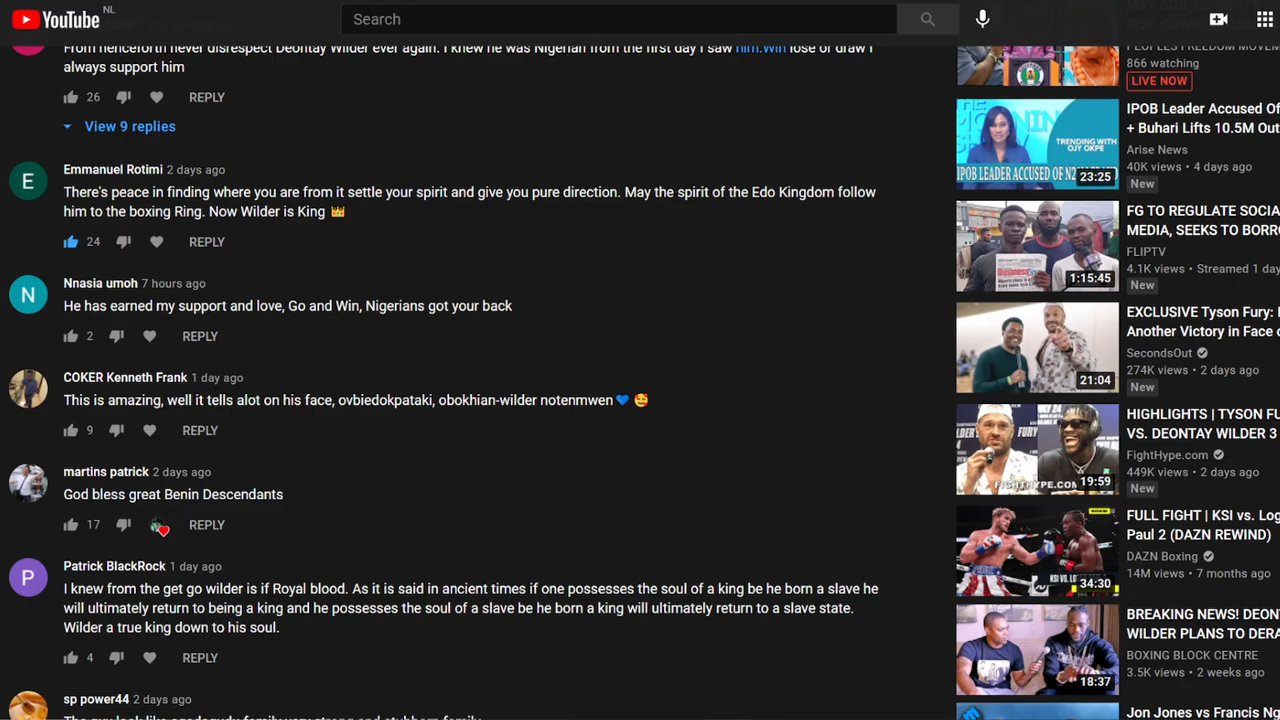 YouTube NL
Search
From henceforth never disrespect Deontay Wilder ever again. I knew he was Nigerian from the first day I saw him.Win lose or draw I
always support him
26 REPLY
View 9 replies
E
Emmanuel Rotimi 2 days ago
There's peace in finding where you are from it settle your spirit and give you pure direction. May the spirit of the Edo Kingdom follow
him to the boxing Ring. Now Wilder is King 👑
24 REPLY
N
Nnasia umoh 7 hours ago
He has earned my support and love, Go and Win, Nigerians got your back
2 REPLY
COKER Kenneth Frank 1 day ago
This is amazing, well it tells alot on his face, ovbiedokpaaki, obokhian-wilder notenmwen💙 🥰
9 REPLY
martins patrick 2 days ago
God bless great Benin Descendants
17 REPLY
P
Patrick BlackRock 1 day ago
I knew from the get go wilder is if Royal blood. As it is said in ancient times if one possesses the soul of a king be he born a slave he
will ultimately return to being a king and he possesses the soul of a slave be he born a king will ultimately return to a slave state.
Wilder a true king down to his soul.
4 REPLY
sp power44 2 days ago
PEOPLES FREEDOM MOVEM
866 watching
LIVE NOW
TRENDING WITH
OJY OKPE
IPOB LEADER ACCUSED OF
23:25
IPOB Leader Accused Of
+ Buhari Lifts 10.5M Out
Arise News
40K views • 4 days ago
New
1:15:45
FG TO REGULATE SOCIA
MEDIA, SEEKS TO BORRO
FLIPTV
4.1K views • Streamed 1 day
New
21:04
EXCLUSIVE Tyson Fury:
Another Victory in Face o
SecondsOut
274K views • 2 days ago
New
WILDER FURY
FIGHTHYPE.COM
19:59
HIGHLIGHTS | TYSON FU
VS. DEONTAY WILDER 3
FightHype.com
449K views • 2 days ago
New
KSI VS.
34:30
FULL FIGHT | KSI vs. Log
Paul 2 (DAZN REWIND)
DAZN Boxing
14M views • 7 months ago
18:37
BREAKING NEWS! DEON
WILDER PLANS TO DERA
BOXING BLOCK CENTRE
3.5K views • 2 weeks ago
Jon Jones vs Francis Ng